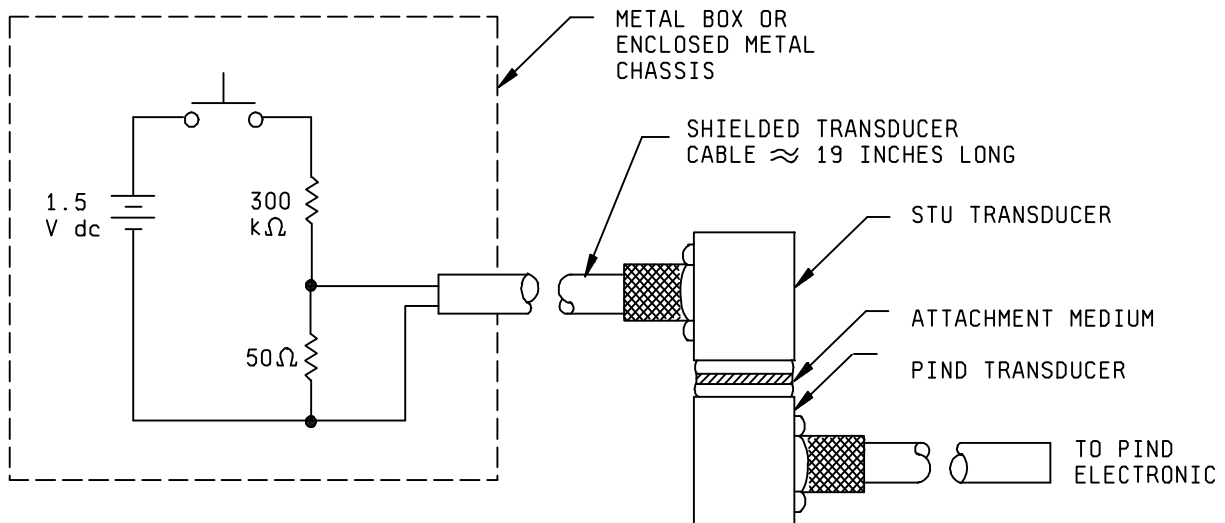 METAL BOX OR
ENCLOSED METAL
CHASSIS
SHIELDED TRANSDUCER
CABLE ≈ 19 INCHES LONG
1.5
V dc
300
kΩ
STU TRANSDUCER
50Ω
ATTACHMENT MEDIUM
PIND TRANSDUCER
TO PIND
ELECTRONIC